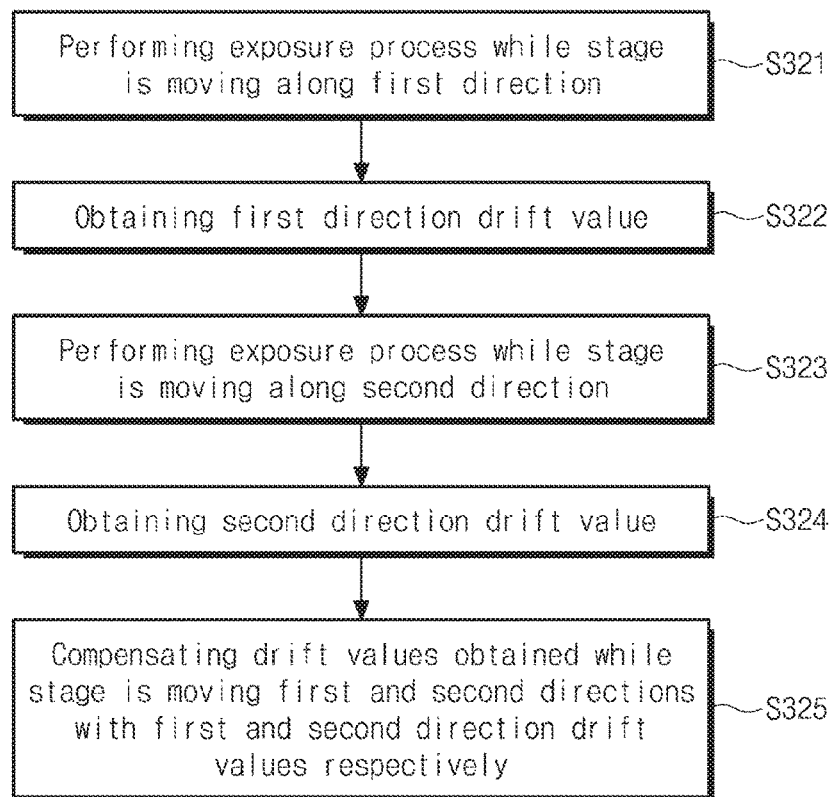 Performing exposure process while stage
is moving along first direction
S321
Obtaining first direction drift value
S322
Performing exposure process while stage
is moving along second direction
S323
Obtaining second direction drift value
S324
Compensating drift values obtained while
stage is moving first and second directions
with first and second direction drift
values respectively
S325